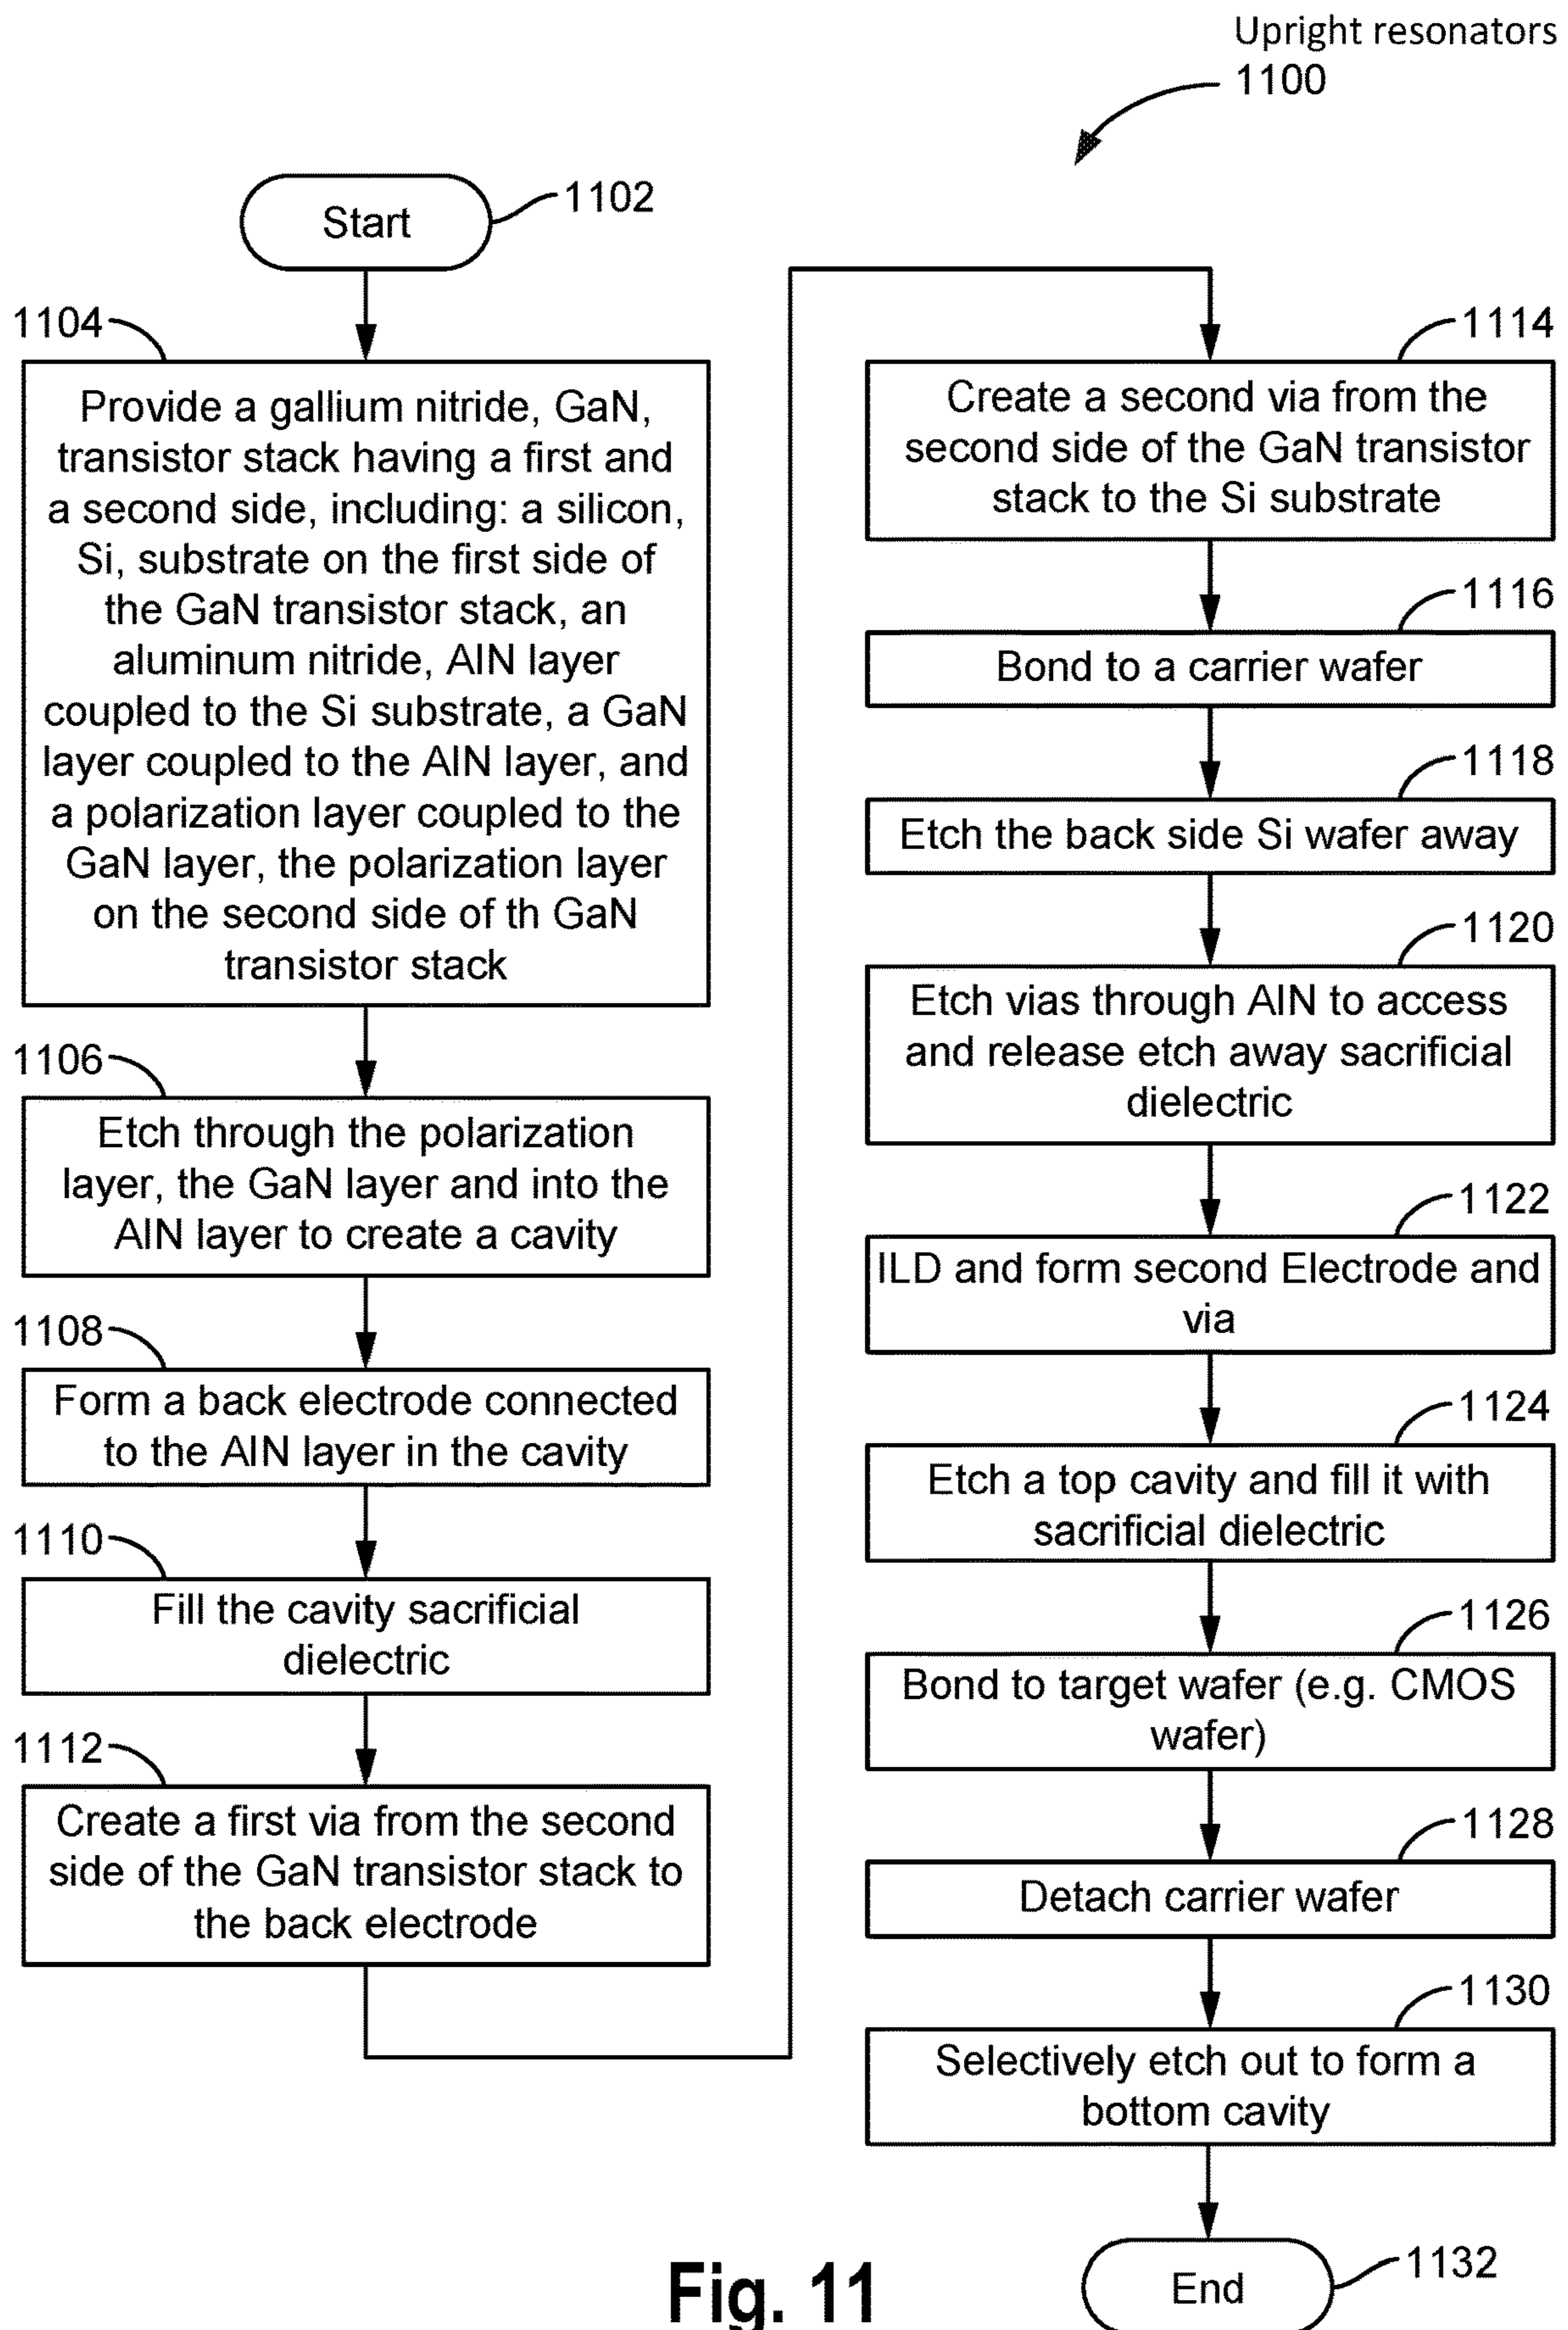 Upright resonators
1100
Start
1102
1104
Provide a gallium nitride, GaN,
transistor stack having a first and
a second side, including: a silicon,
Si, substrate on the first side of
the GaN transistor stack, an
aluminum nitride, AlN layer
coupled to the Si substrate, a GaN
layer coupled to the AlN layer, and
a polarization layer coupled to the
GaN layer, the polarization layer
on the second side of th GaN
transistor stack
1106
Etch through the polarization
layer, the GaN layer and into the
AlN layer to create a cavity
1108
Form a back electrode connected
to the AlN layer in the cavity
1110
Fill the cavity sacrificial
dielectric
1112
Create a first via from the second
side of the GaN transistor stack to
the back electrode
1114
Create a second via from the
second side of the GaN transistor
stack to the Si substrate
1116
Bond to a carrier wafer
1118
Etch the back side Si wafer away
1120
Etch vias through AlN to access
and release etch away sacrificial
dielectric
1122
ILD and form second Electrode and
via
1124
Etch a top cavity and fill it with
sacrificial dielectric
1126
Bond to target wafer (e.g. CMOS
wafer)
1128
Detach carrier wafer
1130
Selectively etch out to form a
bottom cavity
End
1132
Fig. 11